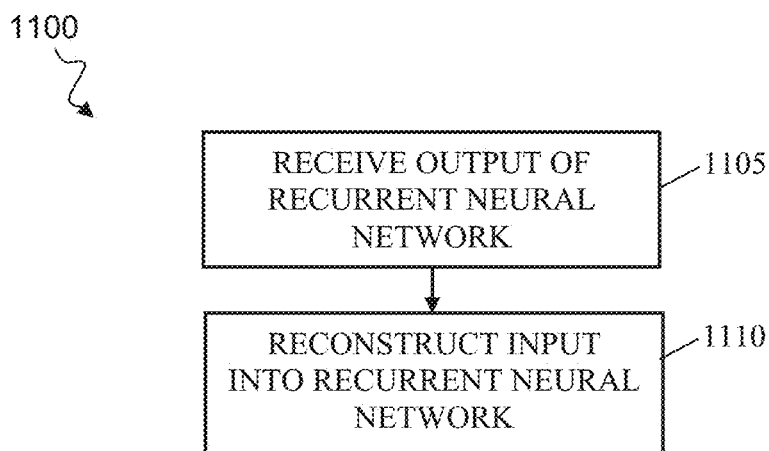 1100
RECEIVE OUTPUT OF
RECURRENT NEURAL
NETWORK
1105
RECONSTRUCT INPUT
INTO RECURRENT NEURAL
NETWORK
1110